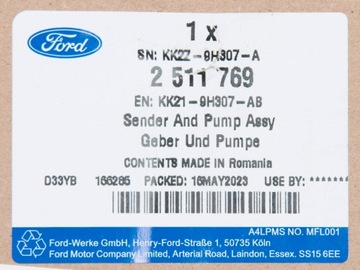 1 x
Ford
SN: KK2Z-9H307-A
2 511 769
EN: KK21-9H307-AB
Sender And Pump Assy
Geber Und Pumpe
CONTENTS MADE IN Romania
D33YB 166285 PACKED: 16MAY2023 USE BY: *******
A4LPMS NO. MFL001
Ford-Werke GmbH, Henry-Ford-Straße 1, 50735 Köln
Ford Motor Company Limited, Arterial Road, Laindon, Essex. SS15 6EE